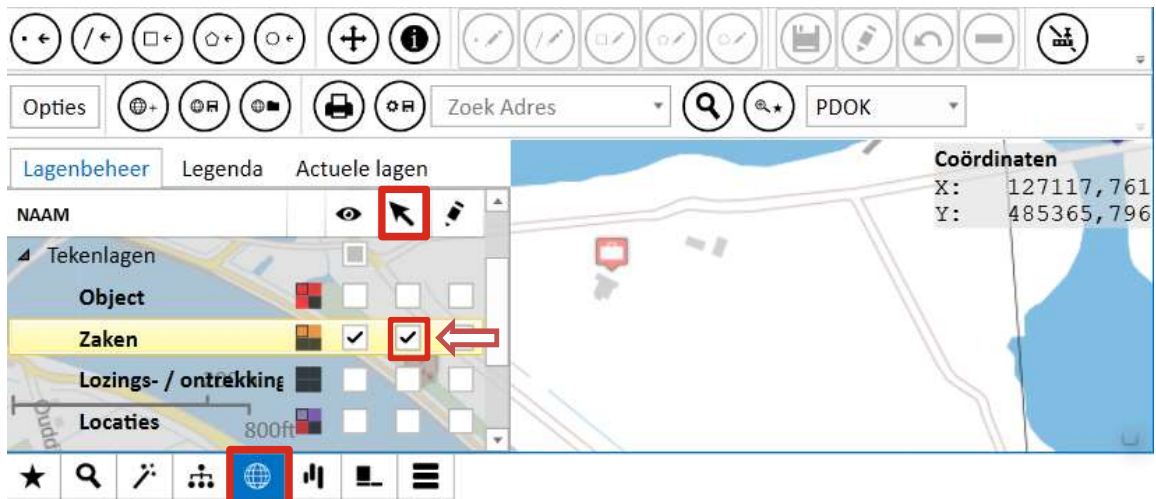 Opties
Zoek Adres
PDOK
Lagenbeheer Legenda Actuele lagen
Coördinaten
X: 127117,761
Y: 485365,796
NAAM
Tekenlagen
Object
Zaken
Lozings- / ontrekking
Locaties
800ft
Oudd